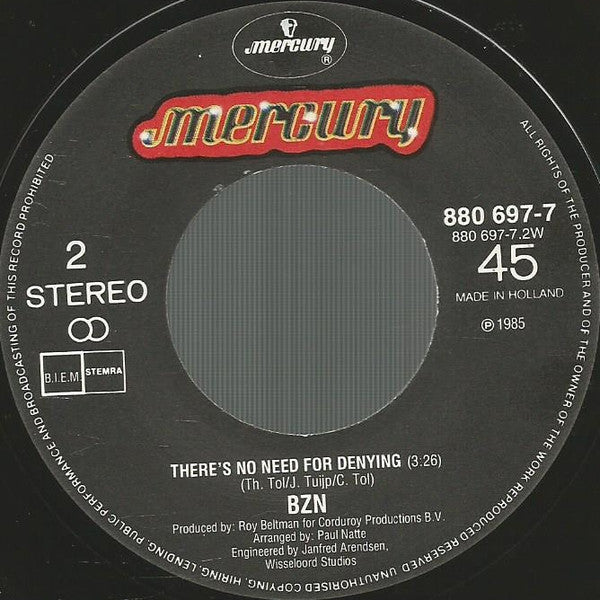 mercury
®
mercury
880 697-7
880 697-7.2W
45
MADE IN HOLLAND
℗ 1985
2
STEREO
B.I.E.M. STEMRA
THERE'S NO NEED FOR DENYING (3:26)
(Th. Tol/J. Tuijp/C. Tol)
BZN
Produced by: Roy Beltman for Corduroy Productions B.V.
Arranged by: Paul Natte
Engineered by: Janfred Arendsen,
Wisseloord Studios
ALL RIGHTS OF THE PRODUCER AND OF THE OWNER OF THE WORK REPRODUCED RESERVED UNAUTHORISED COPYING, HIRING, LENDING, PUBLIC PERFORMANCE AND BROADCASTING OF THIS RECORD PROHIBITED